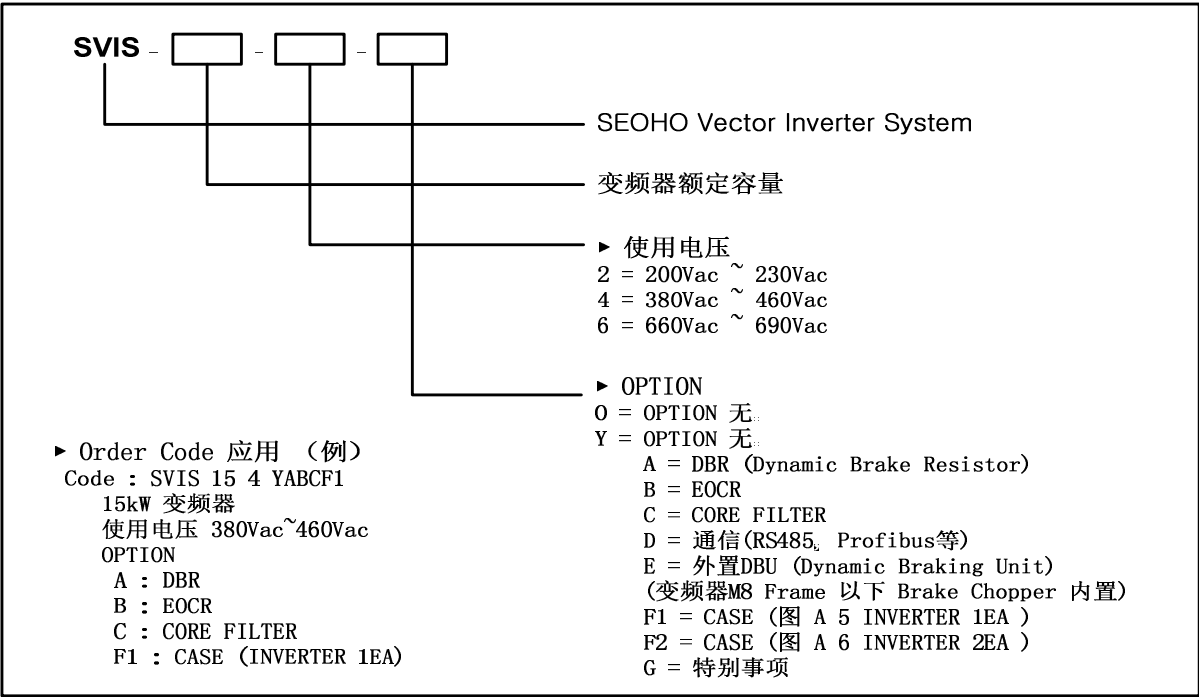 SVIS - - -
SEOHO Vector Inverter System
变频器额定容量
► 使用电压
2 = 200Vac ~ 230Vac
4 = 380Vac ~ 460Vac
6 = 660Vac ~ 690Vac
► OPTION
O = OPTION 无
Y = OPTION 无
A = DBR (Dynamic Brake Resistor)
B = EOCR
C = CORE FILTER
D = 通信(RS485, Profibus等)
E = 外置DBU (Dynamic Braking Unit)
(变频器M8 Frame 以下 Brake Chopper 内置)
F1 = CASE (图 A 5 INVERTER 1EA )
F2 = CASE (图 A 6 INVERTER 2EA )
G = 特别事项
► Order Code 应用 （例）
Code : SVIS 15 4 YABCF1
15kW 变频器
使用电压 380Vac~460Vac
OPTION
A : DBR
B : EOCR
C : CORE FILTER
F1 : CASE (INVERTER 1EA)